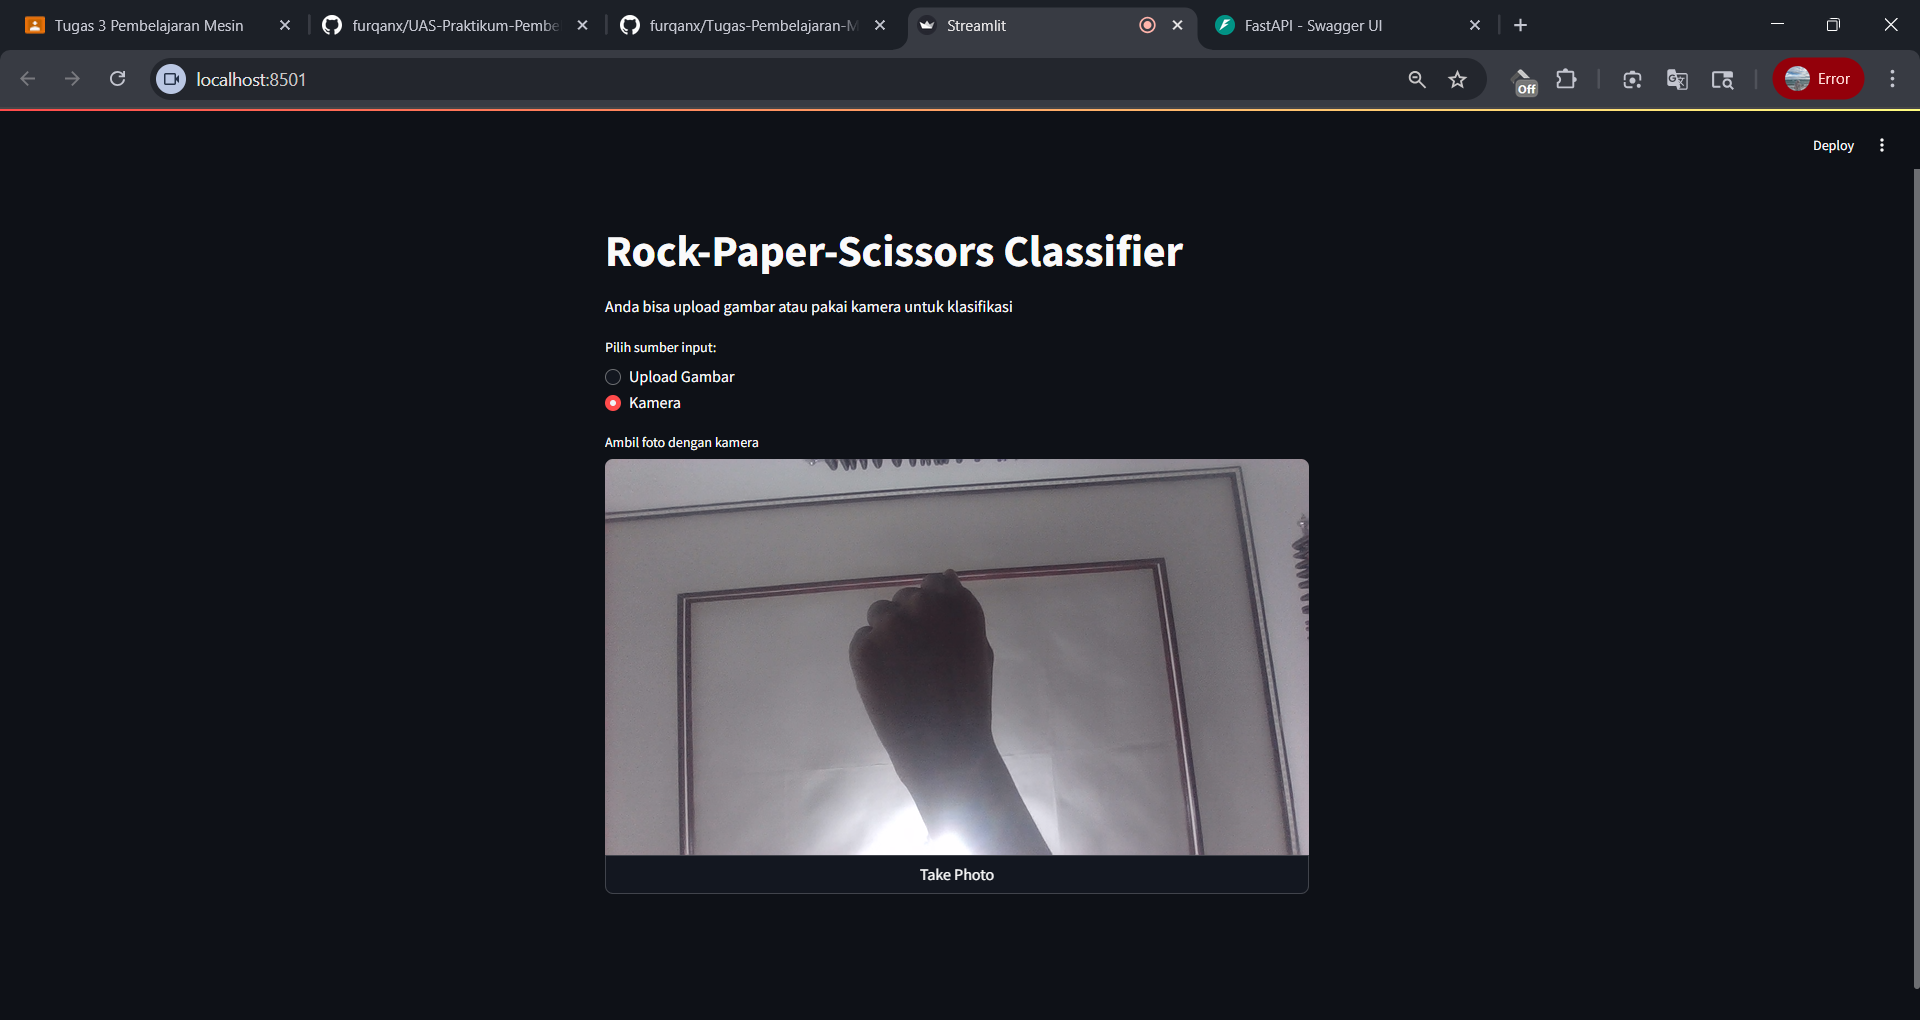 Tugas 3 Pembelajaran Mesin
furqanx/UAS-Praktikum-Pembe
furqanx/Tugas-Pembelajaran-M
Streamlit
FastAPI - Swagger UI
localhost:8501
Off
Error
Deploy
Rock-Paper-Scissors Classifier
Anda bisa upload gambar atau pakai kamera untuk klasifikasi
Pilih sumber input:
Upload Gambar
Kamera
Ambil foto dengan kamera
Take Photo